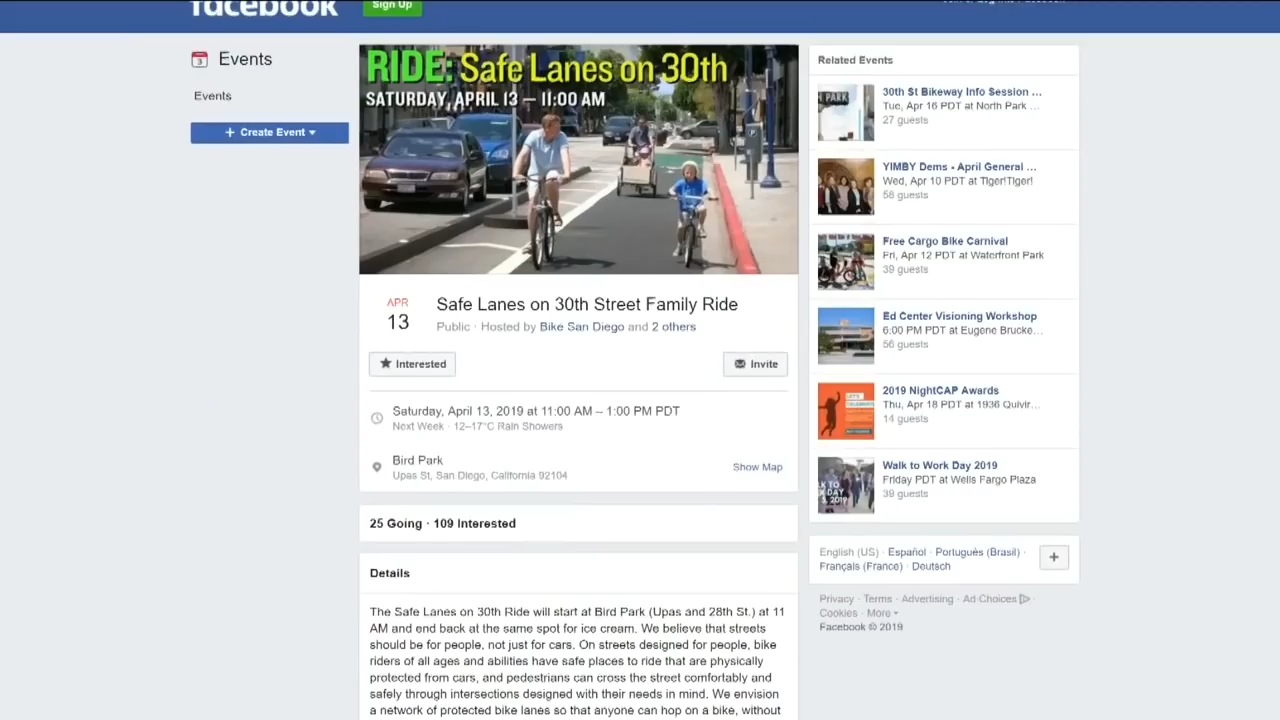 facebook
Sign Up
Events
Events
+ Create Event
RIDE: Safe Lanes on 30th
SATURDAY, APRIL 13 — 11:00 AM
APR
13
Safe Lanes on 30th Street Family Ride
Public · Hosted by Bike San Diego and 2 others
Interested
Invite
Saturday, April 13, 2019 at 11:00 AM – 1:00 PM PDT
Next Week · 12–17°C Rain Showers
Bird Park
Upas St, San Diego, California 92104
Show Map
25 Going · 109 Interested
Details
The Safe Lanes on 30th Ride will start at Bird Park (Upas and 28th St.) at 11
AM and end back at the same spot for ice cream. We believe that streets
should be for people, not just for cars. On streets designed for people, bike
riders of all ages and abilities have safe places to ride that are physically
protected from cars, and pedestrians can cross the street comfortably and
safely through intersections designed with their needs in mind. We envision
a network of protected bike lanes so that anyone can hop on a bike, without
Related Events
30th St Bikeway Info Session ...
Tue, Apr 16 PDT at North Park ...
27 guests
YIMBY Dems - April General ...
Wed, Apr 10 PDT at Tiger!Tiger!
58 guests
Free Cargo Bike Carnival
Fri, Apr 12 PDT at Waterfront Park
39 guests
Ed Center Visioning Workshop
6:00 PM PDT at Eugene Brucke...
56 guests
2019 NightCAP Awards
Thu, Apr 18 PDT at 1936 Quivir...
14 guests
Walk to Work Day 2019
Friday PDT at Wells Fargo Plaza
39 guests
English (US) · Español · Português (Brasil) ·
Français (France) · Deutsch
+
Privacy · Terms · Advertising · Ad Choices ·
Cookies · More
Facebook © 2019